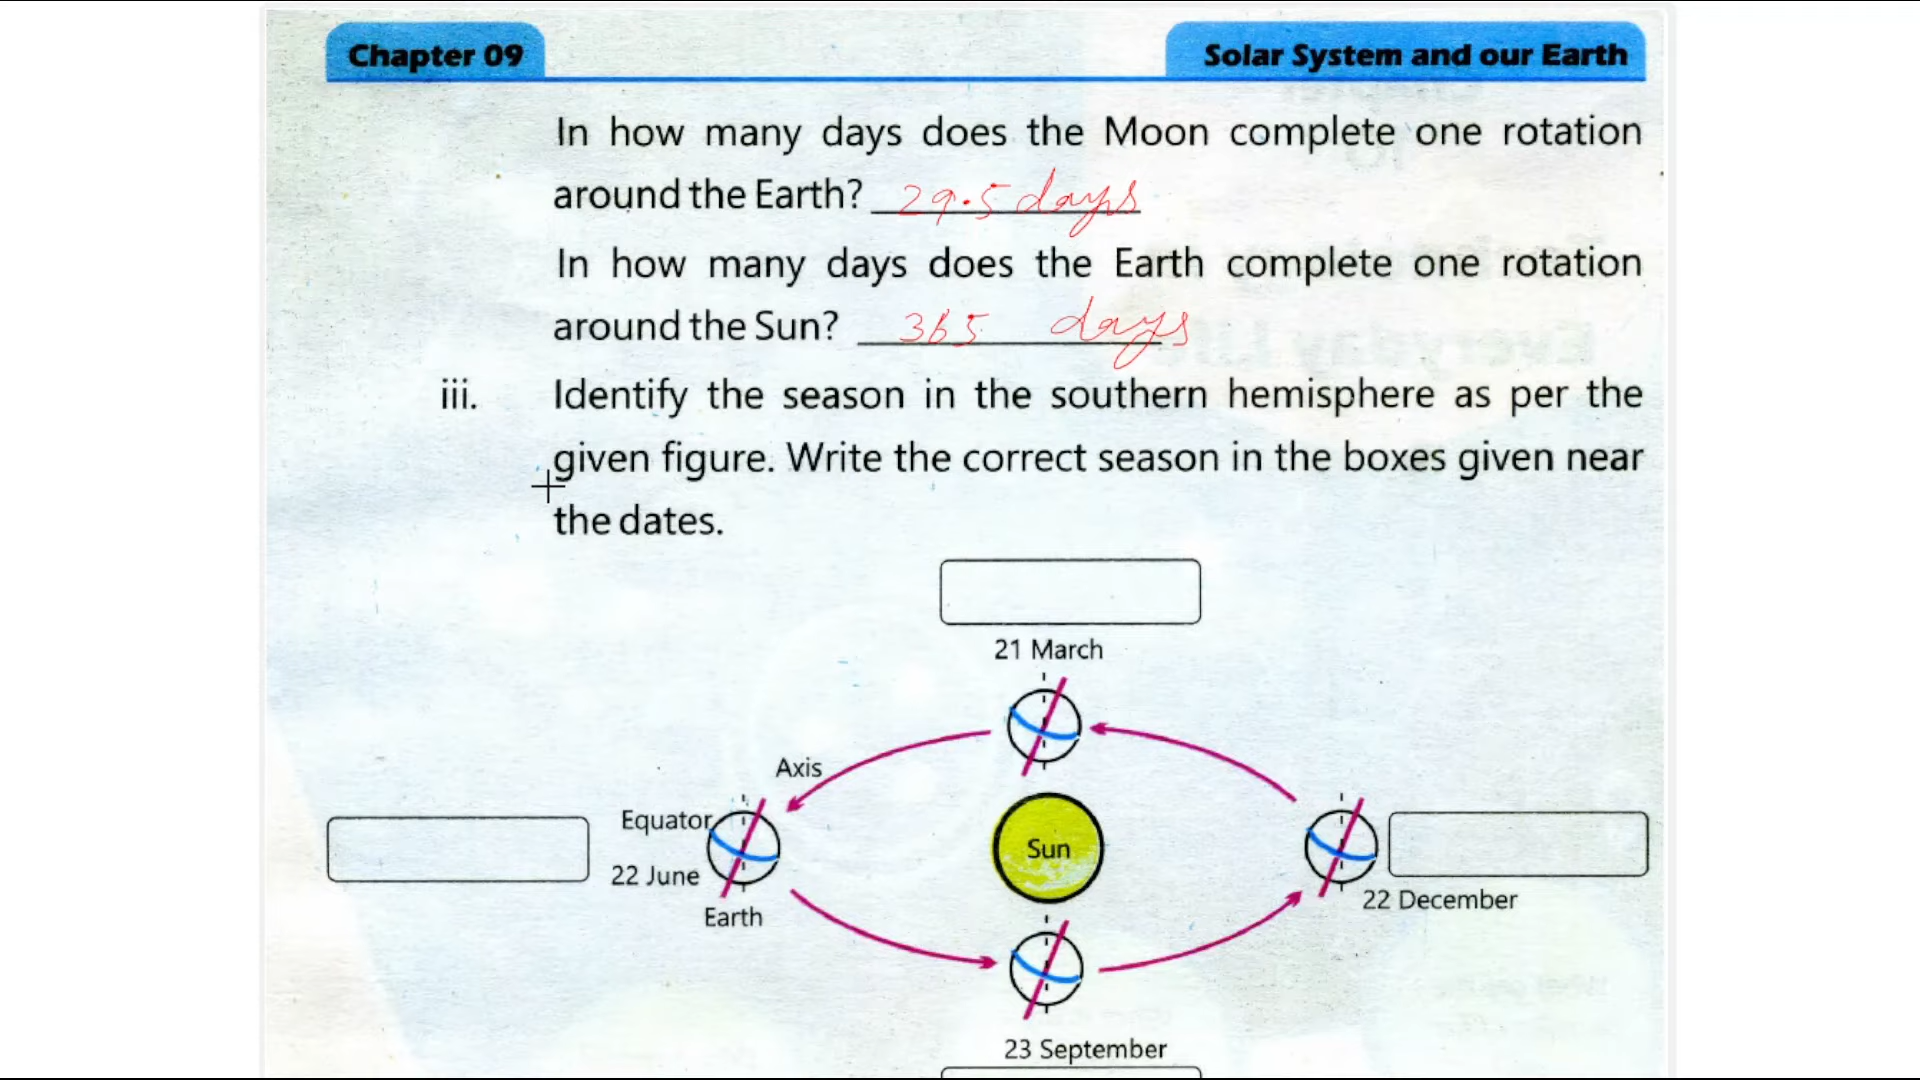 Chapter 09
Solar System and our Earth
In how many days does the Moon complete one rotation
around the Earth? 29.5 days
In how many days does the Earth complete one rotation
around the Sun? 365 days
iii. Identify the season in the southern hemisphere as per the
given figure. Write the correct season in the boxes given near
the dates.
21 March
Axis
Equator
22 June
Earth
Sun
22 December
23 September